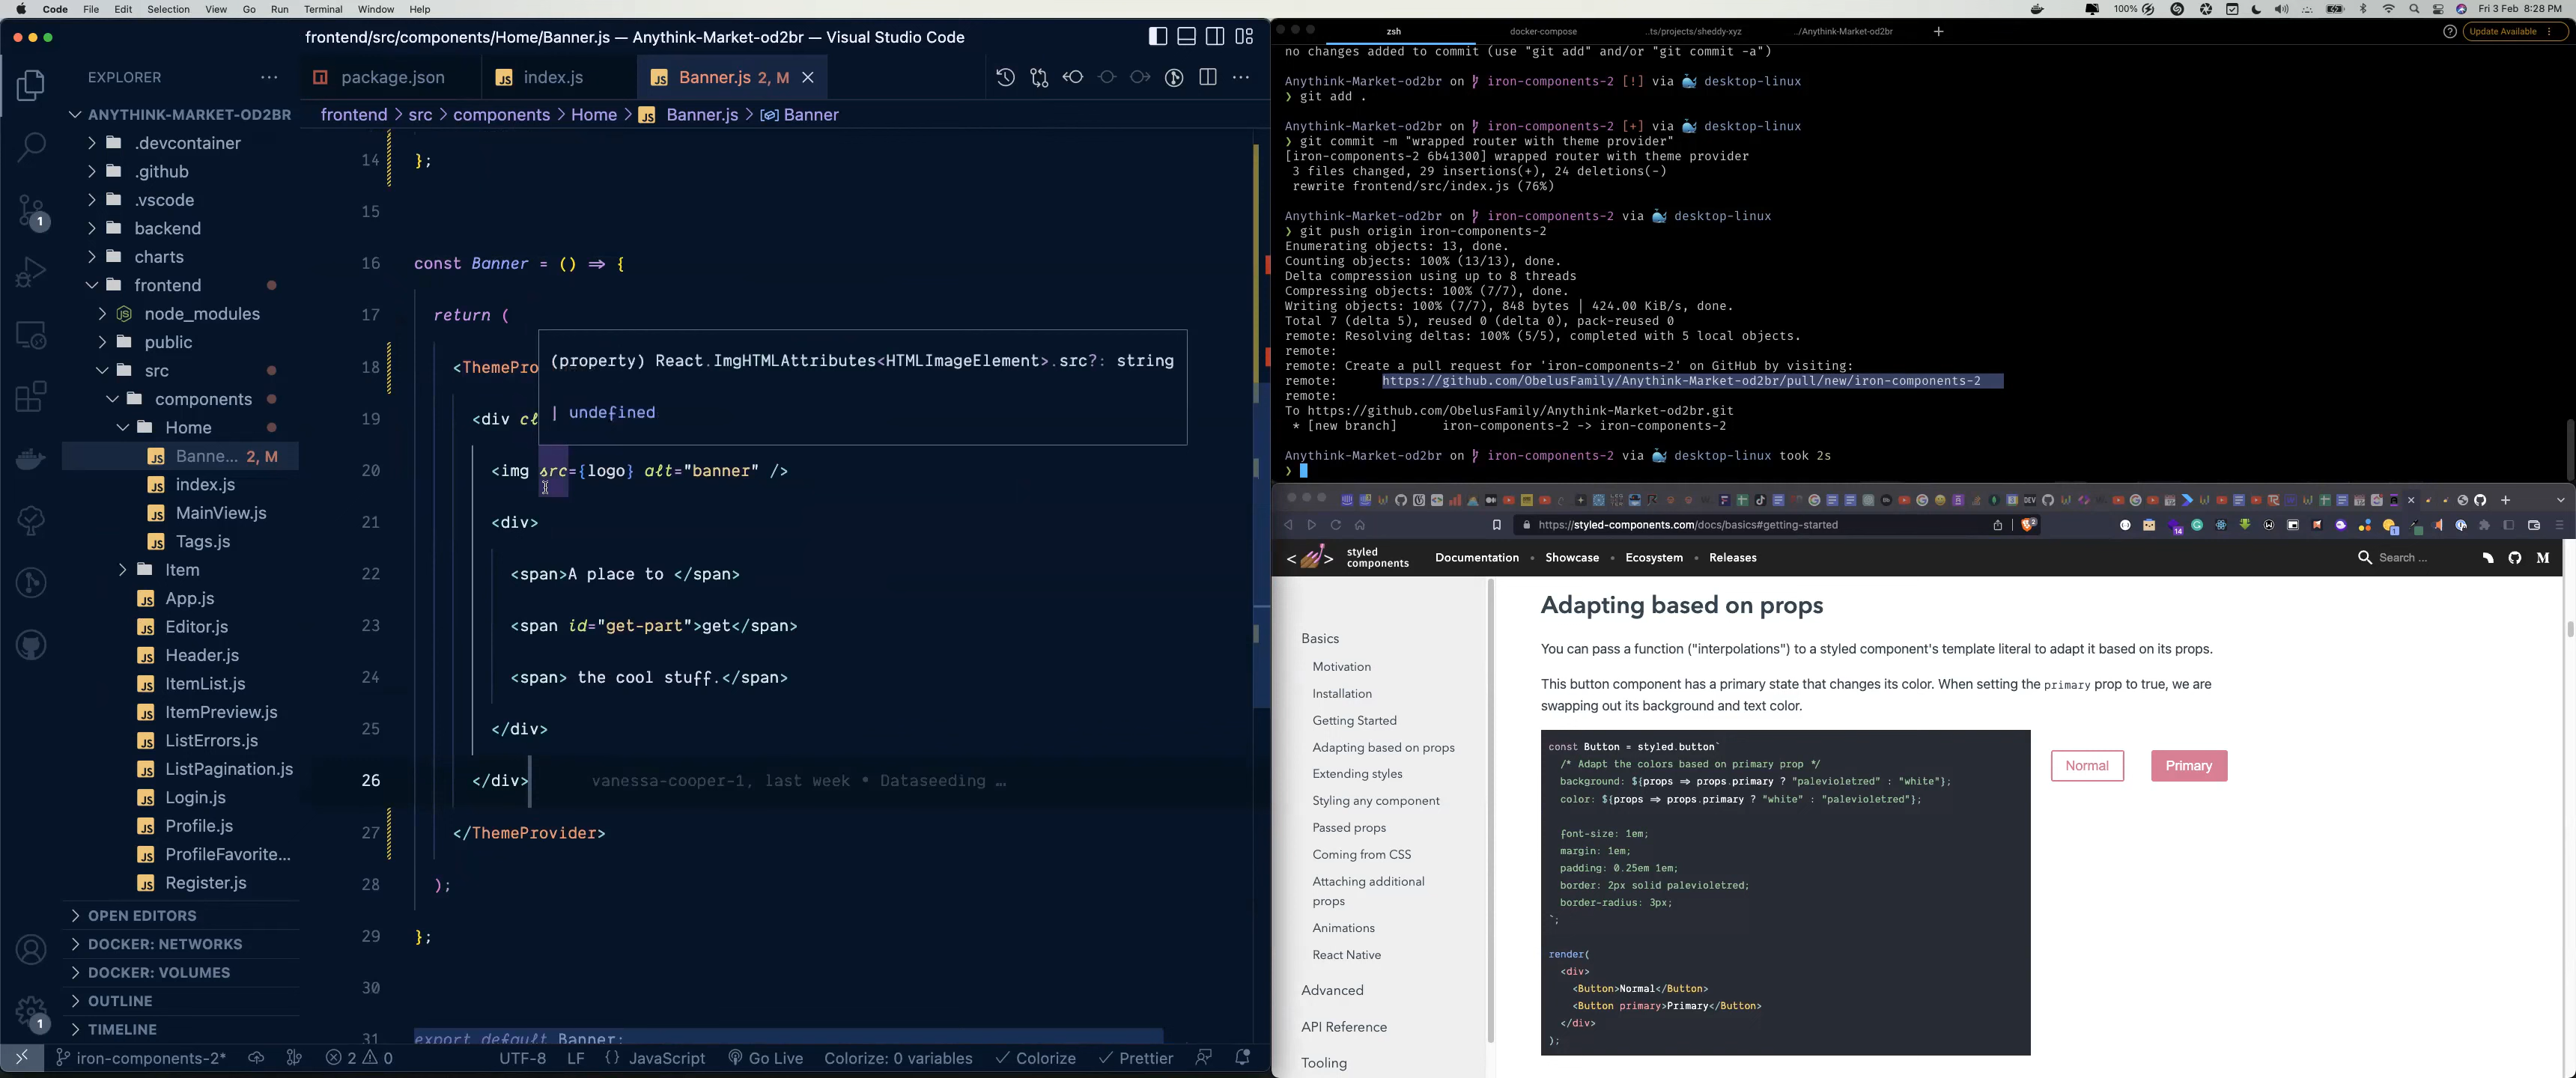 Code File Edit Selection View Go Run Terminal Window Help
100% Fri 3 Feb 8:28 PM
frontend/src/components/Home/Banner.js — Anythink-Market-od2br — Visual Studio Code
EXPLORER
package.json
index.js
Banner.js 2, M
frontend > src > components > Home > Banner.js > Banner
ANYTHINK-MARKET-OD2BR
.devcontainer
.github
.vscode
backend
charts
frontend
node_modules
public
src
components
Home
Banne... 2, M
index.js
MainView.js
Tags.js
Item
App.js
Editor.js
Header.js
ItemList.js
ItemPreview.js
ListErrors.js
ListPagination.js
Login.js
Profile.js
ProfileFavorite...
Register.js
OPEN EDITORS
DOCKER: NETWORKS
DOCKER: VOLUMES
OUTLINE
TIMELINE
1
1
14 };
15
16 const Banner = () => {
17 return (
18 <ThemePro
(property) React.ImgHTMLAttributes<HTMLImageElement>.src?: string
| undefined
19 <div cl
20 <img src={logo} alt="banner" />
21 <div>
22 <span>A place to </span>
23 <span id="get-part">get</span>
24 <span> the cool stuff.</span>
25 </div>
26 </div> vanessa-cooper-1, last week • Dataseeding …
27 </ThemeProvider>
28 );
29 };
30
31 export default Banner;
iron-components-2* 2 0 UTF-8 LF {} JavaScript Go Live Colorize: 0 variables Colorize Prettier
zsh docker-compose ..ts/projects/sheddy-xyz ../Anythink-Market-od2br + Update Available
no changes added to commit (use "git add" and/or "git commit -a")
Anythink-Market-od2br on iron-components-2 [!] via desktop-linux
❯ git add .
Anythink-Market-od2br on iron-components-2 [+] via desktop-linux
❯ git commit -m "wrapped router with theme provider"
[iron-components-2 6b41300] wrapped router with theme provider
3 files changed, 29 insertions(+), 24 deletions(-)
rewrite frontend/src/index.js (76%)
Anythink-Market-od2br on iron-components-2 via desktop-linux
❯ git push origin iron-components-2
Enumerating objects: 13, done.
Counting objects: 100% (13/13), done.
Delta compression using up to 8 threads
Compressing objects: 100% (7/7), done.
Writing objects: 100% (7/7), 848 bytes | 424.00 KiB/s, done.
Total 7 (delta 5), reused 0 (delta 0), pack-reused 0
remote: Resolving deltas: 100% (5/5), completed with 5 local objects.
remote:
remote: Create a pull request for 'iron-components-2' on GitHub by visiting:
remote: https://github.com/ObelusFamily/Anythink-Market-od2br/pull/new/iron-components-2
remote:
To https://github.com/ObelusFamily/Anythink-Market-od2br.git
* [new branch] iron-components-2 -> iron-components-2
Anythink-Market-od2br on iron-components-2 via desktop-linux took 2s
❯
https://styled-components.com/docs/basics#getting-started
styled
components
Documentation • Showcase • Ecosystem • Releases
Search ...
Basics
Motivation
Installation
Getting Started
Adapting based on props
Extending styles
Styling any component
Passed props
Coming from CSS
Attaching additional
props
Animations
React Native
Advanced
API Reference
Tooling
Adapting based on props
You can pass a function ("interpolations") to a styled component's template literal to adapt it based on its props.
This button component has a primary state that changes its color. When setting the primary prop to true, we are
swapping out its background and text color.
const Button = styled.button`
/* Adapt the colors based on primary prop */
background: ${props => props.primary ? "palevioletred" : "white"};
color: ${props => props.primary ? "white" : "palevioletred"};
font-size: 1em;
margin: 1em;
padding: 0.25em 1em;
border: 2px solid palevioletred;
border-radius: 3px;
`;
render(
<div>
<Button>Normal</Button>
<Button primary>Primary</Button>
</div>
);
Normal
Primary